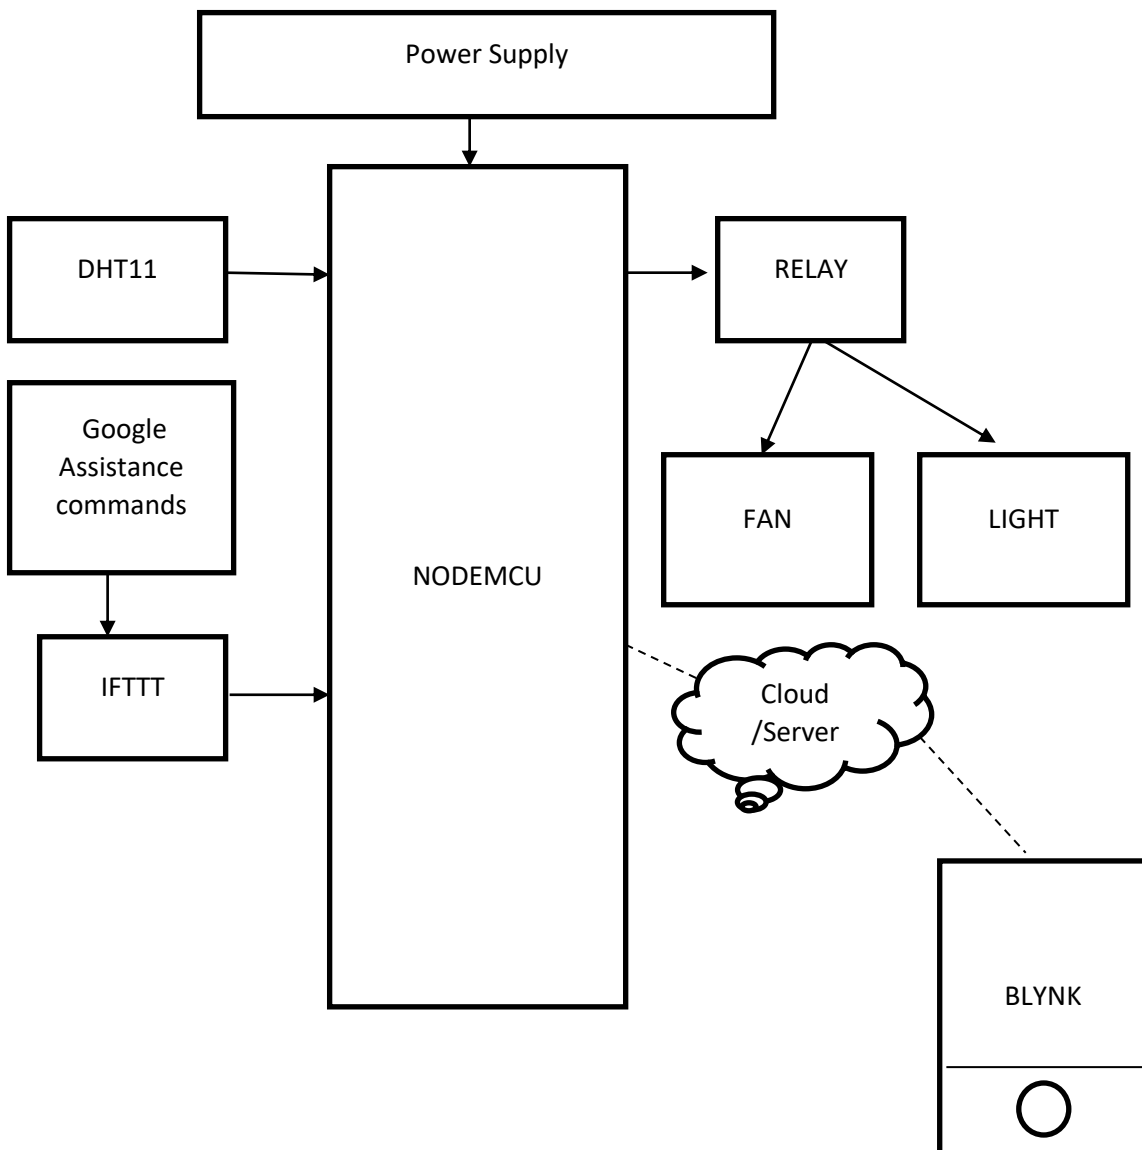 Power Supply
DHT11
RELAY
Google
Assistance
commands
FAN
LIGHT
NODEMCU
IFTTT
Cloud
/Server
BLYNK